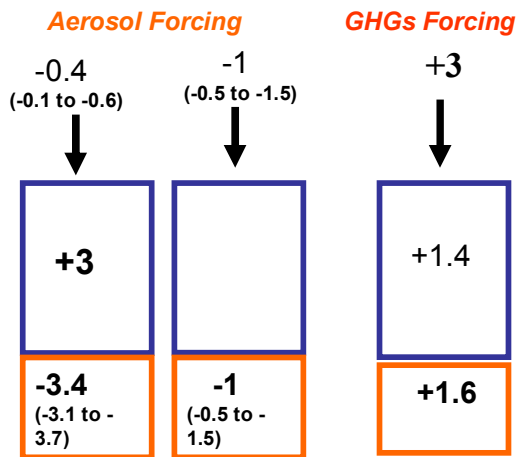 Aerosol Forcing
GHGs Forcing
-0.4
(-0.1 to -0.6)
-1
(-0.5 to -1.5)
+3
+3
+1.4
-3.4
(-3.1 to -
3.7)
-1
(-0.5 to -
1.5)
+1.6